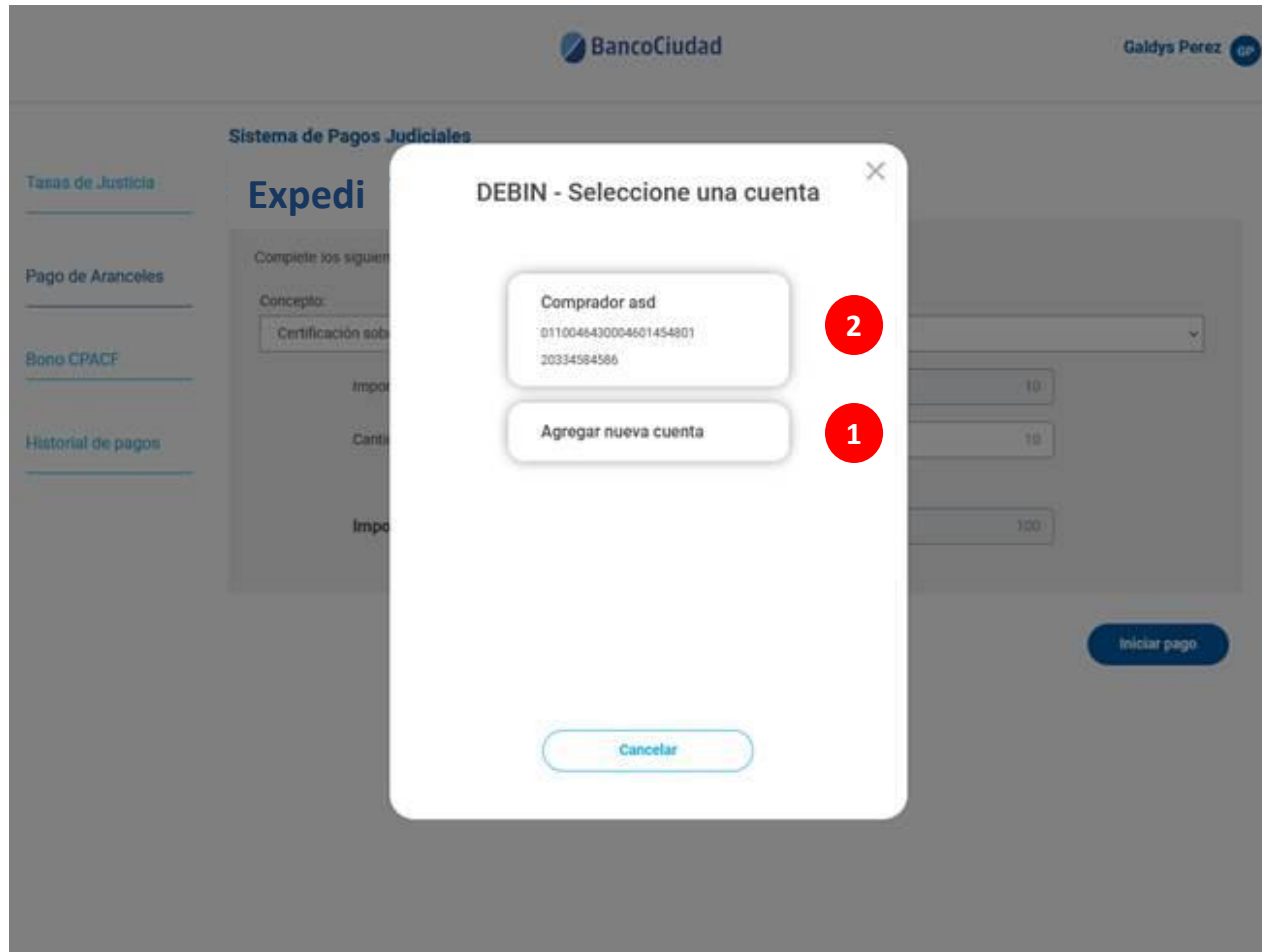 BancoCiudad
Galdys Perez GP
Sistema de Pagos Judiciales
Tasas de Justicia
Pago de Aranceles
Bono CPACF
Historial de pagos
Expedi
Complete los siguien
Concepto:
Certificación sob
Impor
10
Canti
10
Impo
100
Iniciar pago
DEBIN - Seleccione una cuenta
Comprador asd
0110046430004601454801
20334584586
2
Agregar nueva cuenta
1
Cancelar